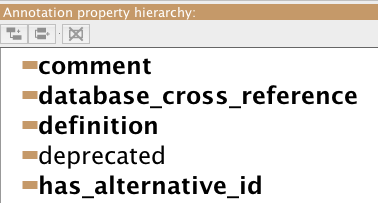 Annotation property hierarchy:
comment
database_cross_reference
definition
deprecated
has_alternative_id